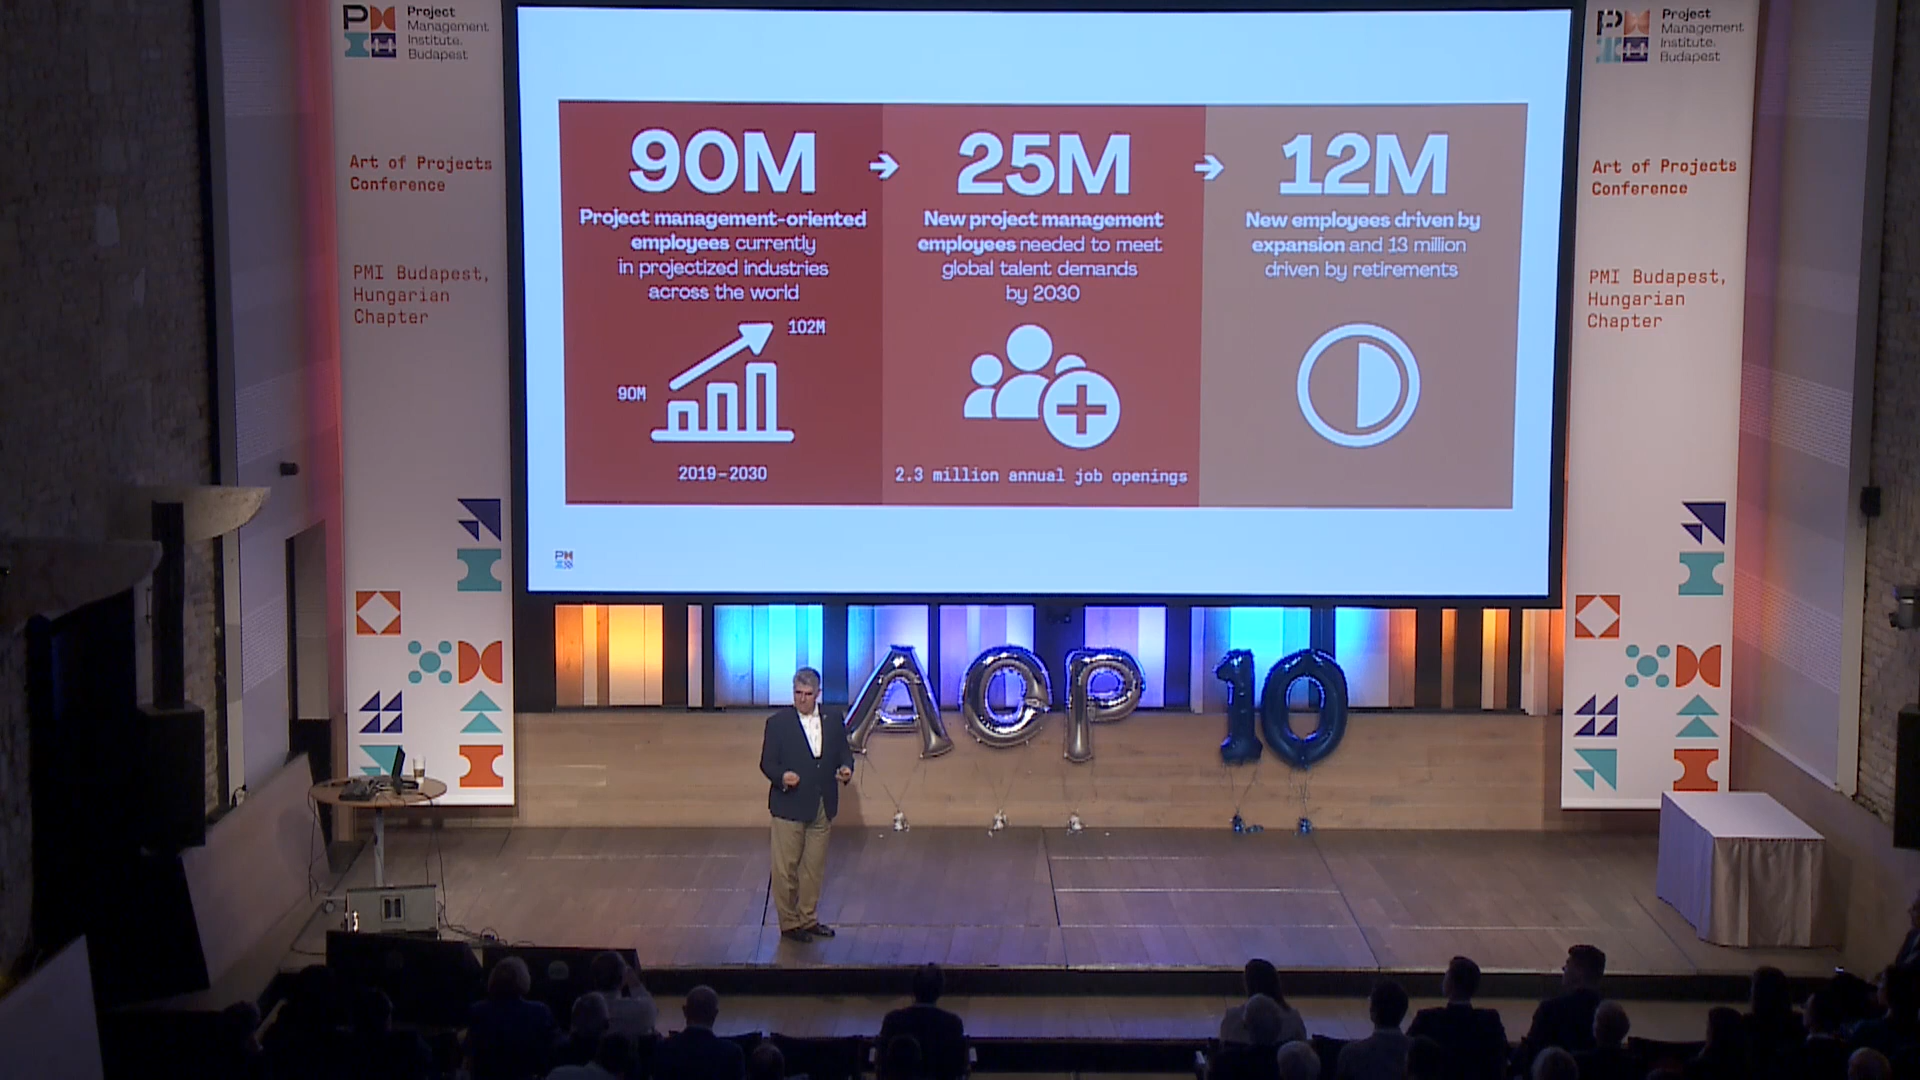 Project
Management
Institute.
Budapest
Art of Projects
Conference
PMI Budapest,
Hungarian
Chapter
90M
Project management-oriented
employees currently
in projectized industries
across the world
102M
90M
2019–2030
25M
New project management
employees needed to meet
global talent demands
by 2030
2.3 million annual job openings
12M
New employees driven by
expansion and 13 million
driven by retirements
Project
Management
Institute.
Budapest
Art of Projects
Conference
PMI Budapest,
Hungarian
Chapter
AOP 10